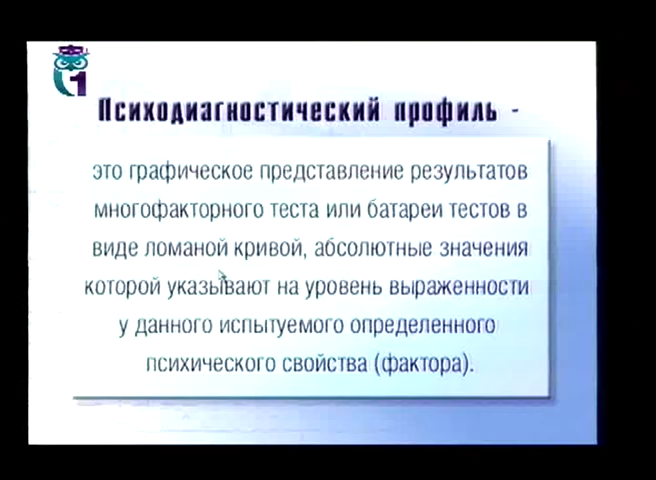 1
Психодиагностический профиль -
это графическое представление результатов
многофакторного теста или батареи тестов в
виде ломаной кривой, абсолютные значения
которой указывают на уровень выраженности
у данного испытуемого определенного
психического свойства (фактора).